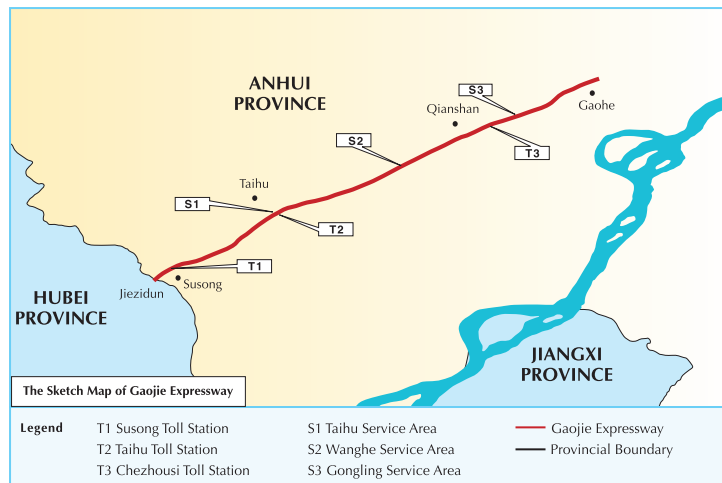 ANHUI
PROVINCE
S3
Gaohe
Qianshan
S2
T3
Taihu
S1
T2
T1
Susong
Jiezidun
HUBEI
PROVINCE
JIANGXI
PROVINCE
The Sketch Map of Gaojie Expressway
Legend
T1 Susong Toll Station
T2 Taihu Toll Station
T3 Chezhousi Toll Station
S1 Taihu Service Area
S2 Wanghe Service Area
S3 Gongling Service Area
Gaojie Expressway
Provincial Boundary